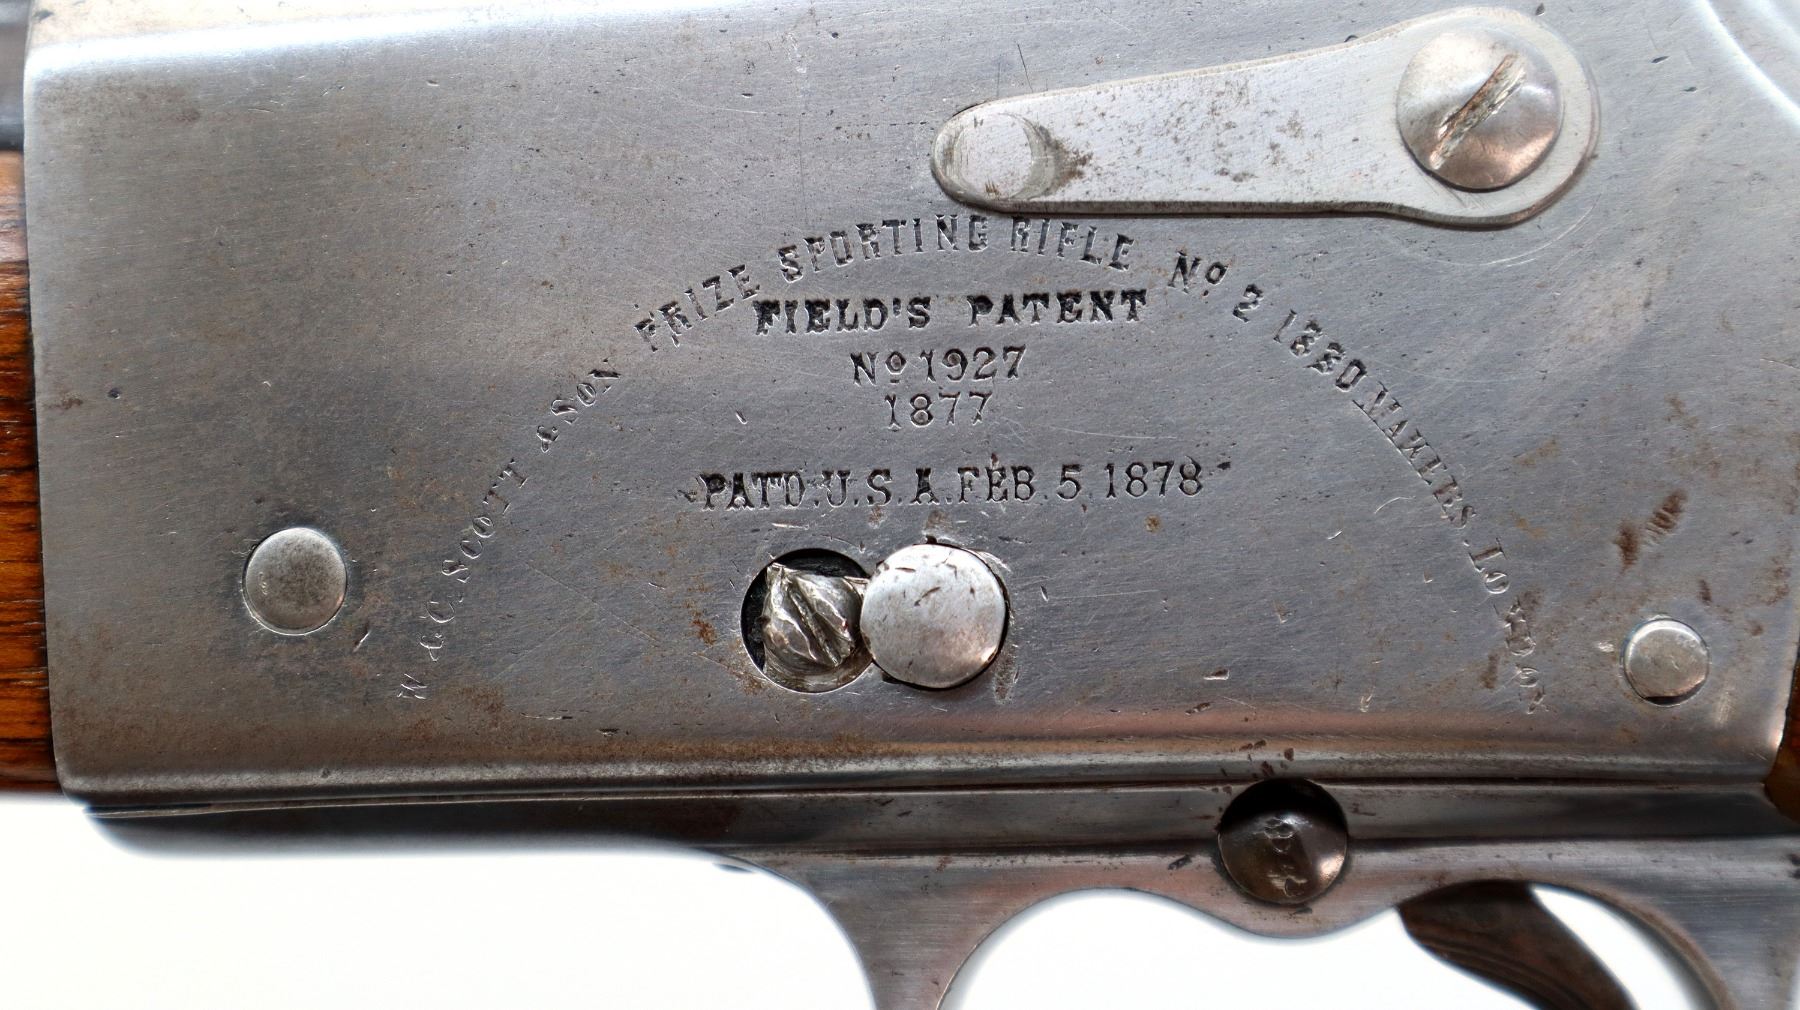 W & C. SCOTT & SON PRIZE SPORTING RIFLE No 2 1880 MAKERS. LONDON
FIELD'S PATENT
No 1927
1877
PATD. U.S.A. FEB. 5. 1878